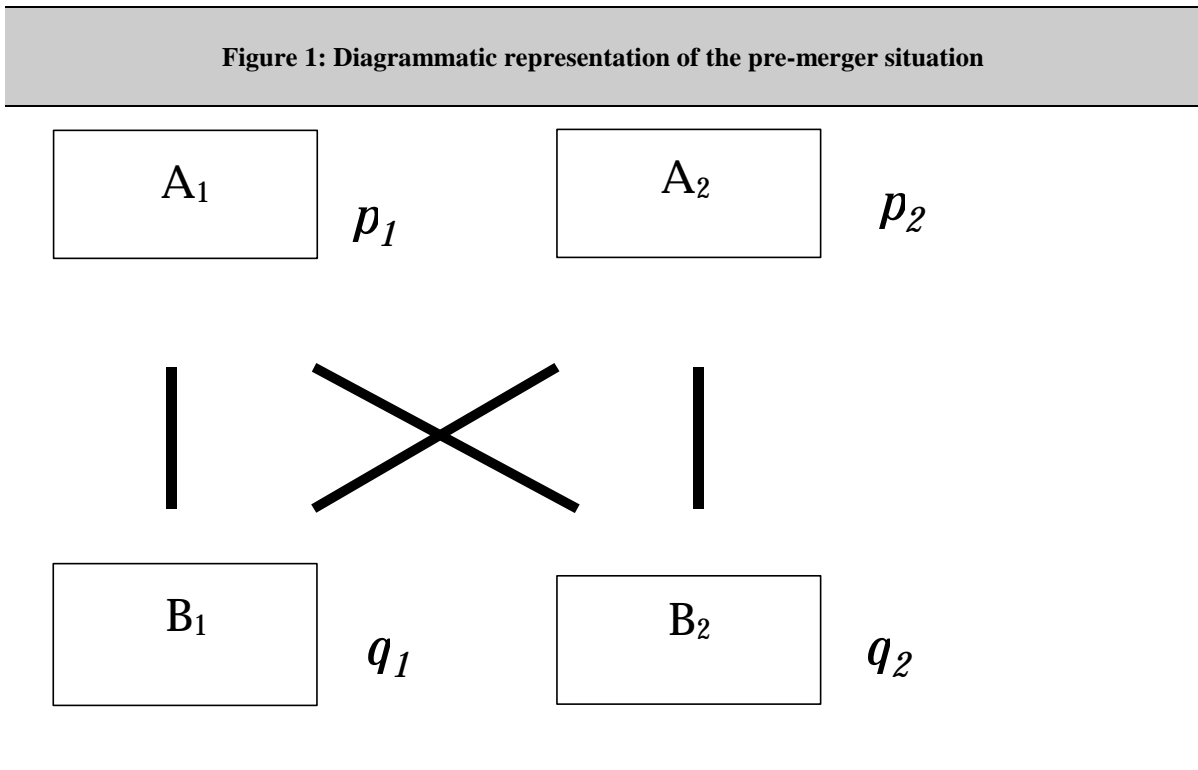 Figure 1: Diagrammatic representation of the pre-merger situation
A₁
A₂
p₁
p₂
B₁
B₂
q₁
q₂